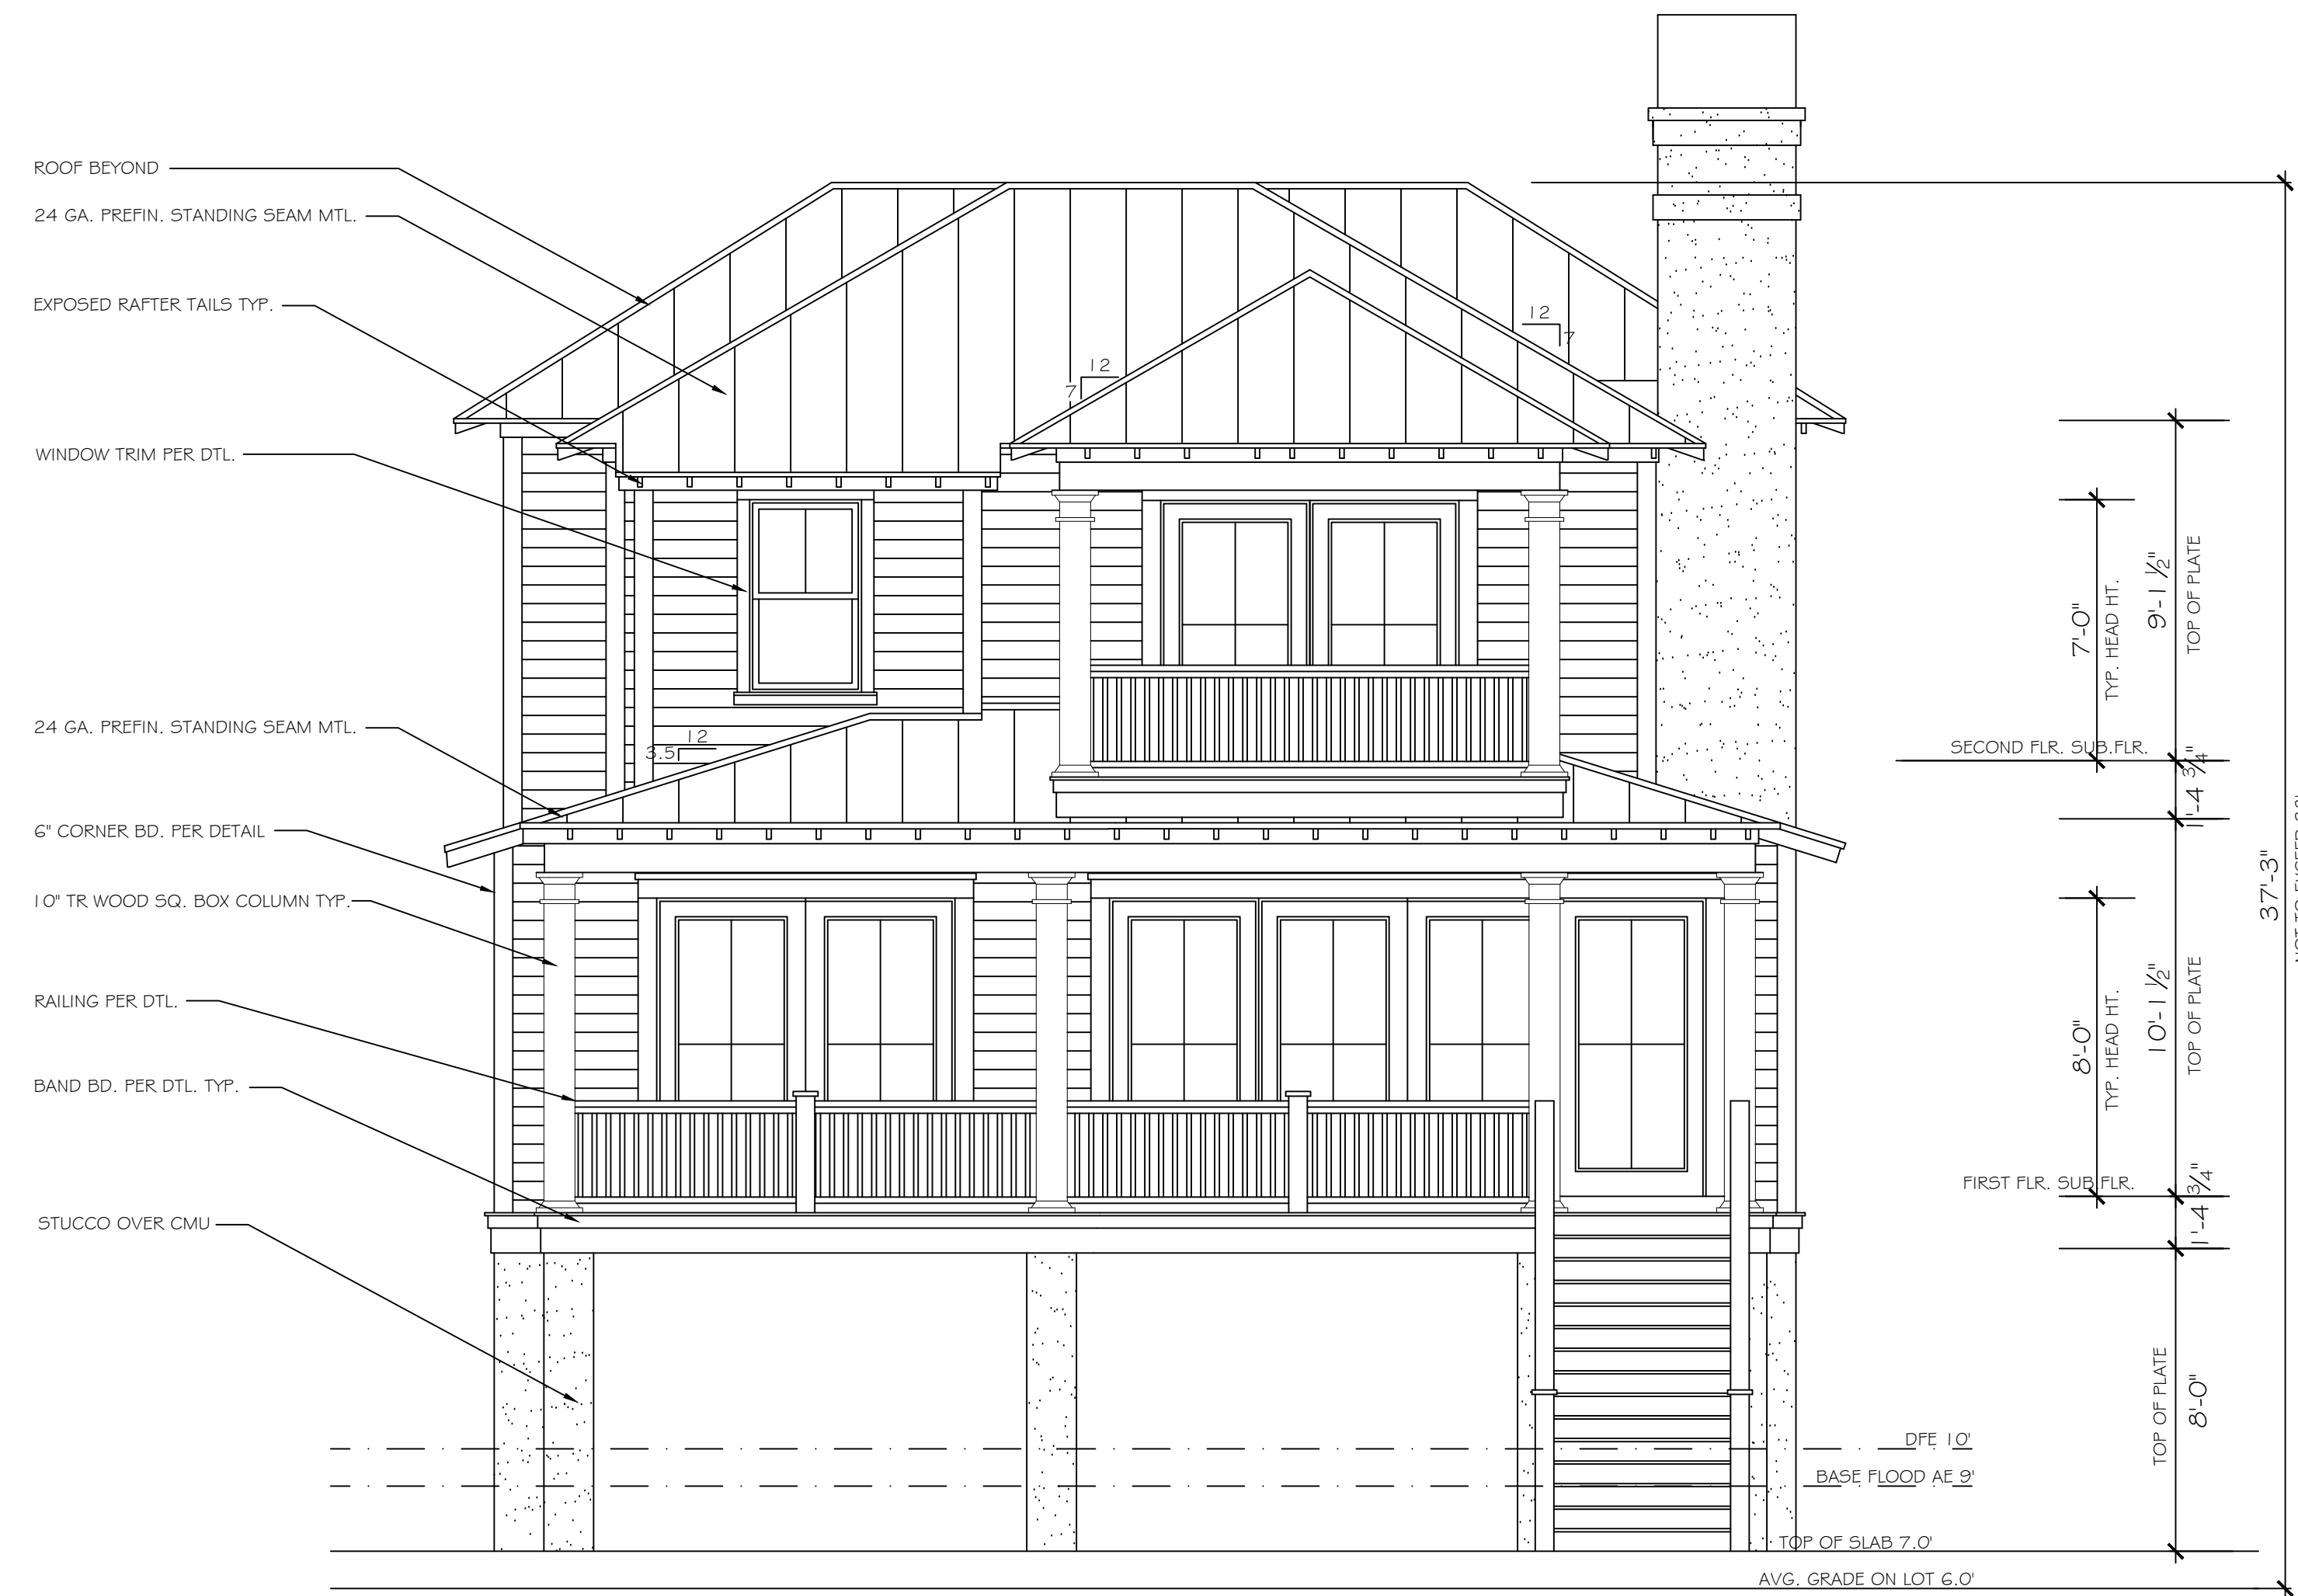 ROOF BEYOND
24 GA. PREFIN. STANDING SEAM MTL.
EXPOSED RAFTER TAILS TYP.
WINDOW TRIM PER DTL.
24 GA. PREFIN. STANDING SEAM MTL.
6" CORNER BD. PER DETAIL
10" TR WOOD SQ. BOX COLUMN TYP.
RAILING PER DTL.
BAND BD. PER DTL. TYP.
STUCCO OVER CMU
12
7
12
7
12
3.5
7'-0"
TYP. HEAD HT.
9'-1 1/2"
TOP OF PLATE
SECOND FLR. SUB.FLR.
1'-4 3/4"
37'-3"
8'-0"
TYP. HEAD HT.
10'-1 1/2"
TOP OF PLATE
FIRST FLR. SUB.FLR.
1'-4 3/4"
TOP OF PLATE
8'-0"
DFE 10'
BASE FLOOD AE 9'
TOP OF SLAB 7.0'
AVG. GRADE ON LOT 6.0'